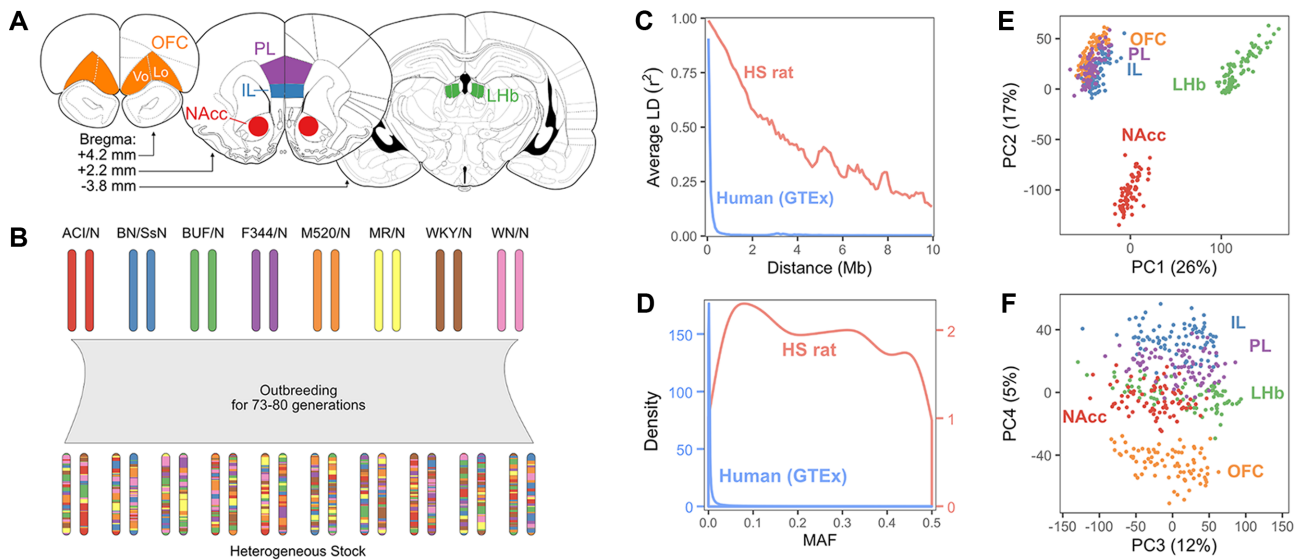 A
OFC
Vo
Lo
PL
IL
NAcc
LHb
Bregma:
+4.2 mm
+2.2 mm
-3.8 mm
B
ACI/N BN/SsN BUF/N F344/N M520/N MR/N WKY/N WN/N
Outbreeding
for 73-80 generations
Heterogeneous Stock
C
1.00
0.75
0.50
0.25
0.00
Average LD (r²)
HS rat
Human (GTEx)
0 2 4 6 8 10
Distance (Mb)
D
150
100
50
0
Density
HS rat
Human (GTEx)
2
1
0
0.0 0.1 0.2 0.3 0.4 0.5
MAF
E
50
0
-50
-100
PC2 (17%)
OFC
PL
IL
LHb
NAcc
0 100
PC1 (26%)
F
40
0
-40
PC4 (5%)
IL
PL
LHb
NAcc
OFC
-150 -100 -50 0 50 100 150
PC3 (12%)